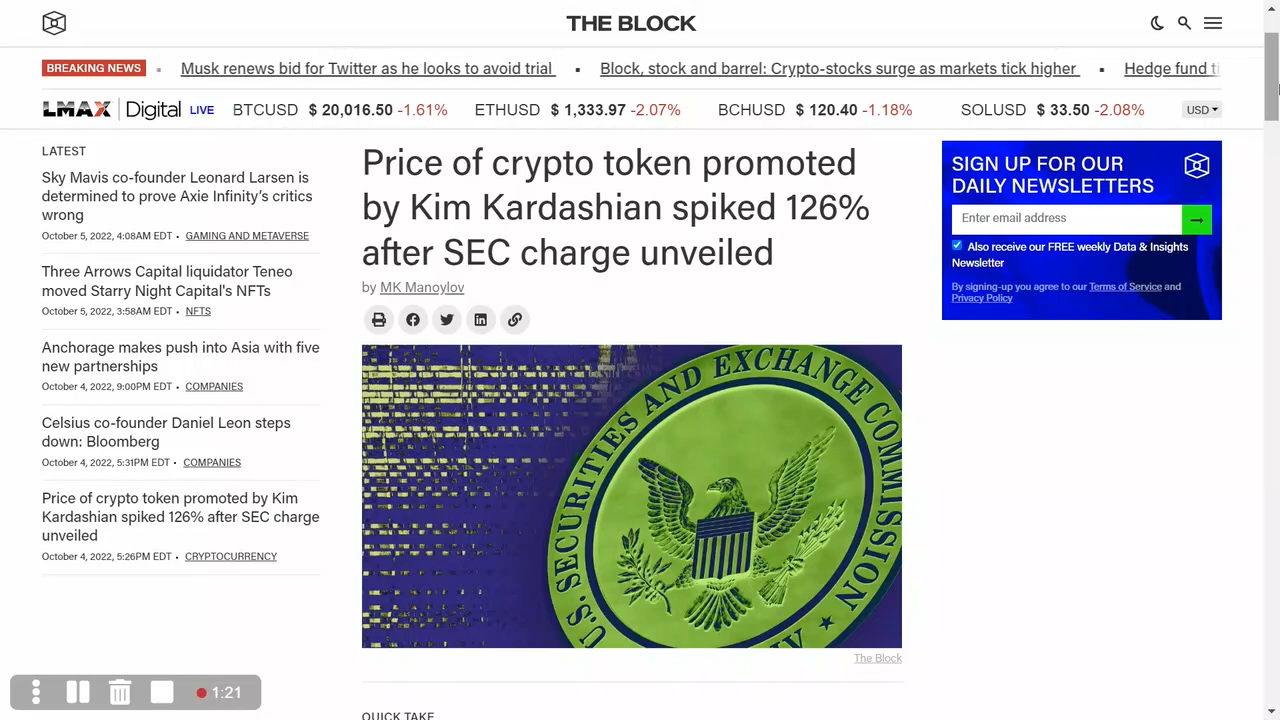 THE BLOCK
BREAKING NEWS ▪ Musk renews bid for Twitter as he looks to avoid trial ▪ Block, stock and barrel: Crypto-stocks surge as markets tick higher ▪ Hedge fund
LMAX Digital LIVE BTCUSD $ 20,016.50 -1.61% ETHUSD $ 1,333.97 -2.07% BCHUSD $ 120.40 -1.18% SOLUSD $ 33.50 -2.08% USD
LATEST
Sky Mavis co-founder Leonard Larsen is
determined to prove Axie Infinity's critics
wrong
October 5, 2022, 4:08AM EDT • GAMING AND METAVERSE
Three Arrows Capital liquidator Teneo
moved Starry Night Capital's NFTs
October 5, 2022, 3:58AM EDT • NFTS
Anchorage makes push into Asia with five
new partnerships
October 4, 2022, 9:00PM EDT • COMPANIES
Celsius co-founder Daniel Leon steps
down: Bloomberg
October 4, 2022, 5:31PM EDT • COMPANIES
Price of crypto token promoted by Kim
Kardashian spiked 126% after SEC charge
unveiled
October 4, 2022, 5:26PM EDT • CRYPTOCURRENCY
Price of crypto token promoted
by Kim Kardashian spiked 126%
after SEC charge unveiled
by MK Manoylov
U.S. SECURITIES AND EXCHANGE COMMISSION
The Block
QUICK TAKE
SIGN UP FOR OUR
DAILY NEWSLETTERS
Enter email address
Also receive our FREE weekly Data & Insights
Newsletter
By signing-up you agree to our Terms of Service and
Privacy Policy
1:21